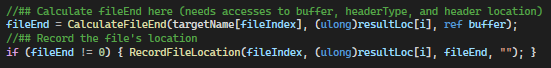 //## Calculate fileEnd here (needs accesses to buffer, headerType, and header location)
fileEnd = CalculateFileEnd(targetName[fileIndex], (ulong)resultLoc[i], ref buffer);
//## Record the file's location
if (fileEnd != 0) { RecordFileLocation(fileIndex, (ulong)resultLoc[i], fileEnd, ""); }